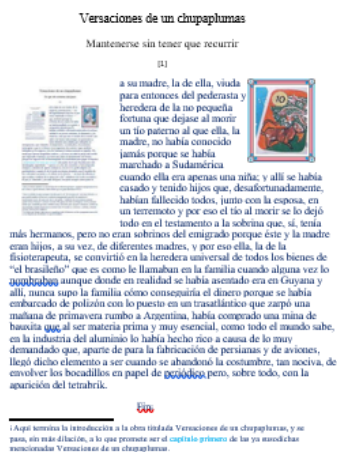 Versaciones de un chupaplumas
Mantenerse sin tener que recurrir
[1]
a su madre, la de ella, viuda
para entonces del pederasta y
heredera de la no pequeña
fortuna que dejase al morir
un tío paterno al que ella, la
madre, no había conocido
jamás porque se había
marchado a Sudamérica
cuando ella era apenas una niña; y allí se había
casado y tenido hijos que, desafortunadamente,
habían fallecido todos, junto con la esposa, en
un terremoto y por eso el tío al morir se lo dejó
todo en el testamento a la sobrina que, sí, tenía
más hermanos, pero no eran sobrinos del emigrado porque éste y la madre
eran hijos, a su vez, de diferentes madres, y por eso ella, la de la
fisioterapeuta, se convirtió en la heredera universal de todos los bienes de
“el brasileño” que es como le llamaban en la familia cuando alguna vez lo
nombraban aunque donde en realidad se había asentado era en Guyana y
allí, nunca supo la familia cómo conseguiría el dinero porque se había
embarcado de polizón con lo puesto en un trasatlántico que zarpó una
mañana de primavera rumbo a Argentina, había comprado una mina de
bauxita que al ser materia prima y muy esencial, como todo el mundo sabe,
en la industria del aluminio lo había hecho rico a causa de lo muy
demandado que, aparte de para la fabricación de persianas y de aviones,
llegó dicho elemento a ser cuando se abandonó la costumbre, tan nociva, de
envolver los bocadillos en papel de periódico pero, sobre todo, con la
aparición del tetrabrik.
Fin.
Aquí termina la introducción a la obra titulada Versaciones de un chupaplumas, y se
pasa, sin más dilación, a lo que promete ser el capítulo primero de las ya susodichas
mencionadas Versaciones de un chupaplumas.